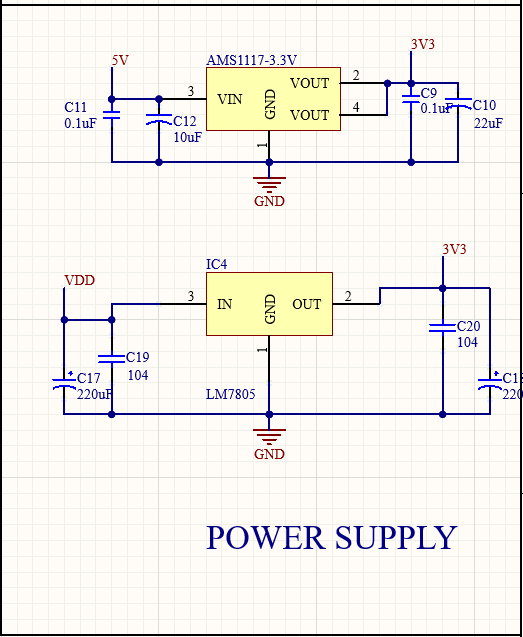 5V
AMS1117-3.3V
3V3
3
VIN
GND
VOUT
VOUT
2
4
1
C11
0.1uF
C12
10uF
C9
0.1uF
C10
22uF
GND
VDD
IC4
3V3
3
IN
GND
OUT
2
1
C19
104
C17
220uF
LM7805
C20
104
220
GND
POWER SUPPLY